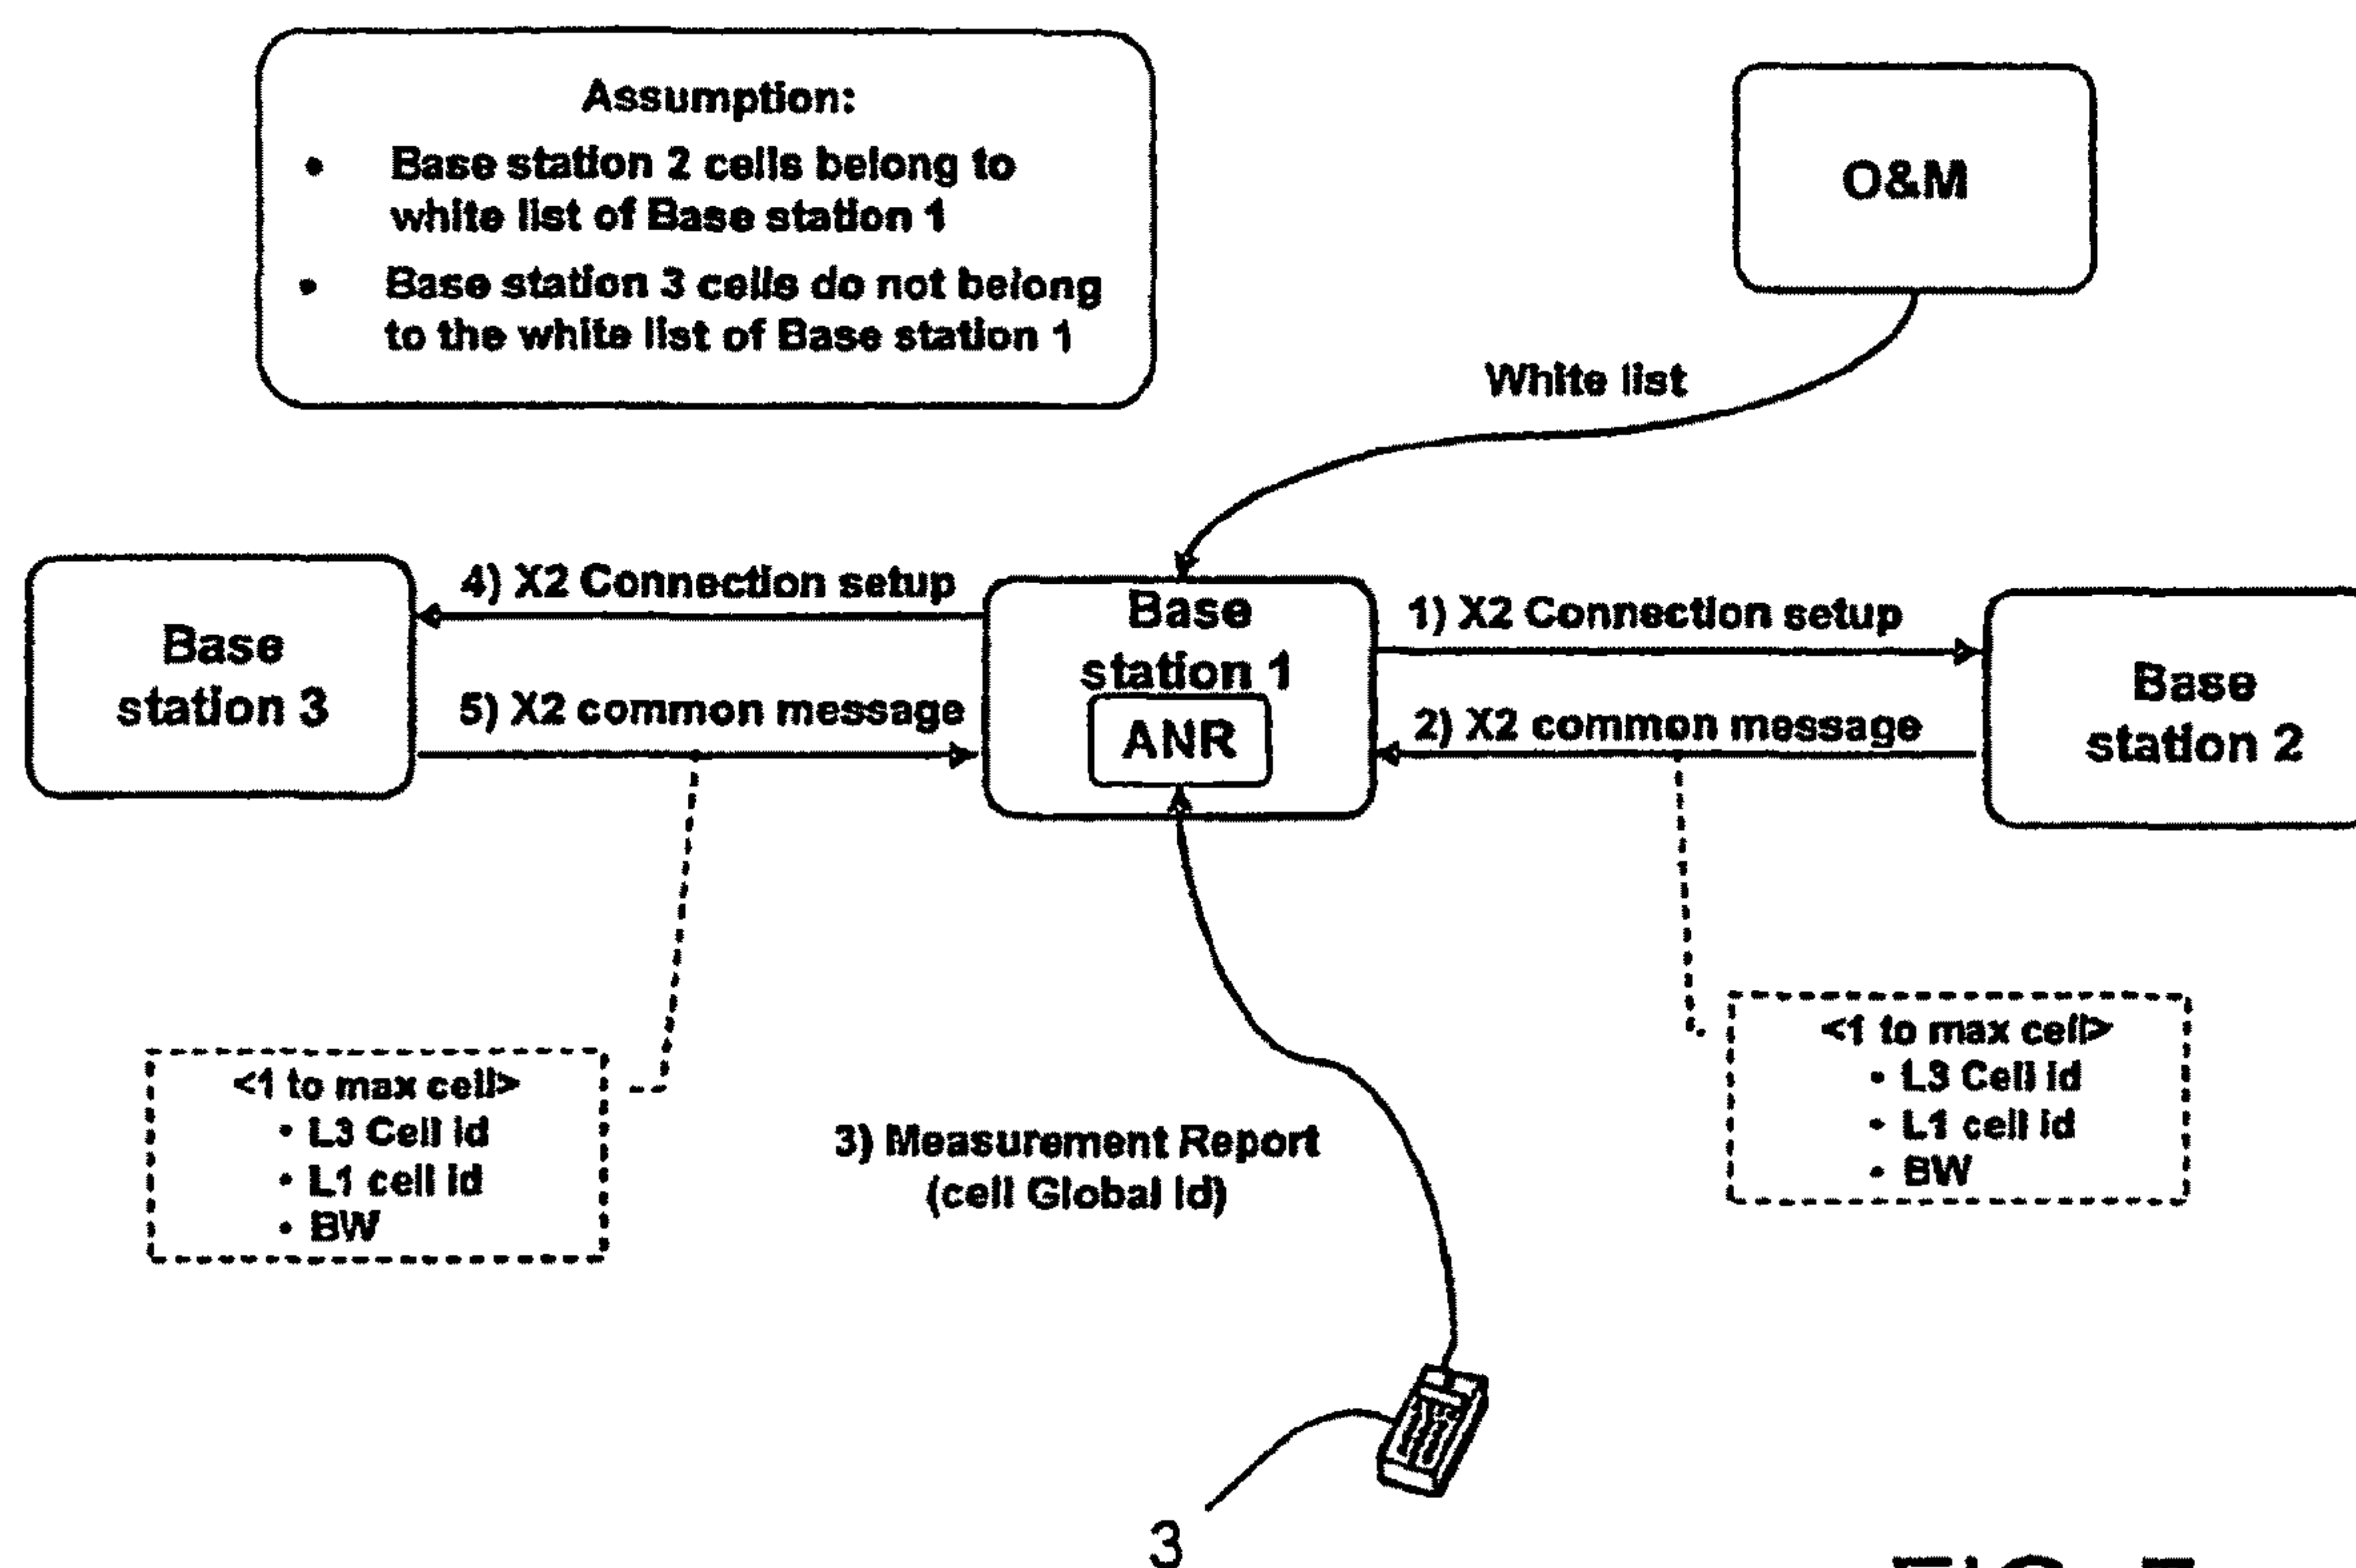 Assumption:
• Base station 2 cells belong to
white list of Base station 1
• Base station 3 cells do not belong
to the white list of Base station 1
O&M
White list
Base
station 3
4) X2 Connection setup
5) X2 common message
Base
station 1
ANR
1) X2 Connection setup
2) X2 common message
Base
station 2
<1 to max cell>
• L3 Cell id
• L1 cell id
• BW
3) Measurement Report
(cell Global Id)
<1 to max cell>
• L3 Cell id
• L1 cell id
• BW
3